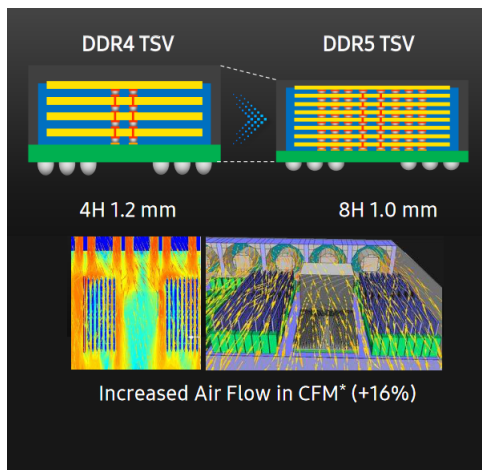 DDR4 TSV
DDR5 TSV
4H 1.2 mm
8H 1.0 mm
Increased Air Flow in CFM* (+16%)